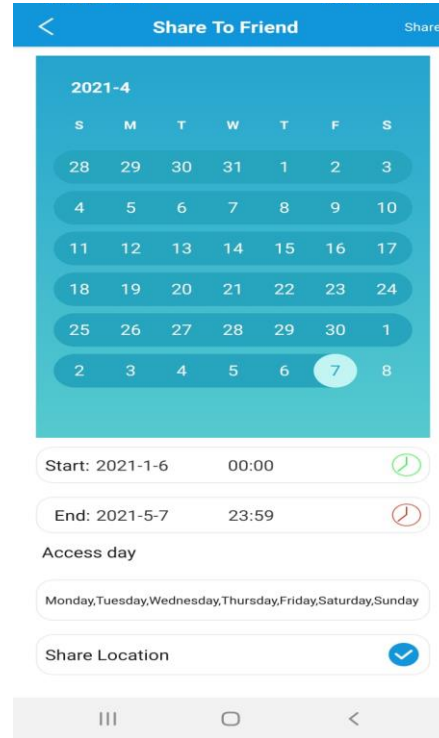 Share To Friend Share
2021-4
S M T W T F S
28 29 30 31 1 2 3
4 5 6 7 8 9 10
11 12 13 14 15 16 17
18 19 20 21 22 23 24
25 26 27 28 29 30 1
2 3 4 5 6 7 8
Start: 2021-1-6 00:00
End: 2021-5-7 23:59
Access day
Monday,Tuesday,Wednesday,Thursday,Friday,Saturday,Sunday
Share Location